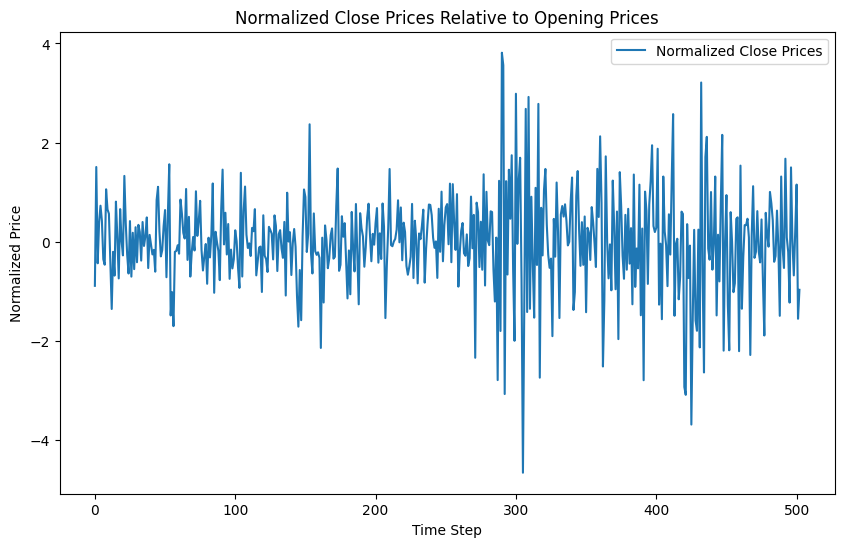 Normalized Close Prices Relative to Opening Prices
Normalized Close Prices
4
2
0
−2
−4
Normalized Price
0 100 200 300 400 500
Time Step